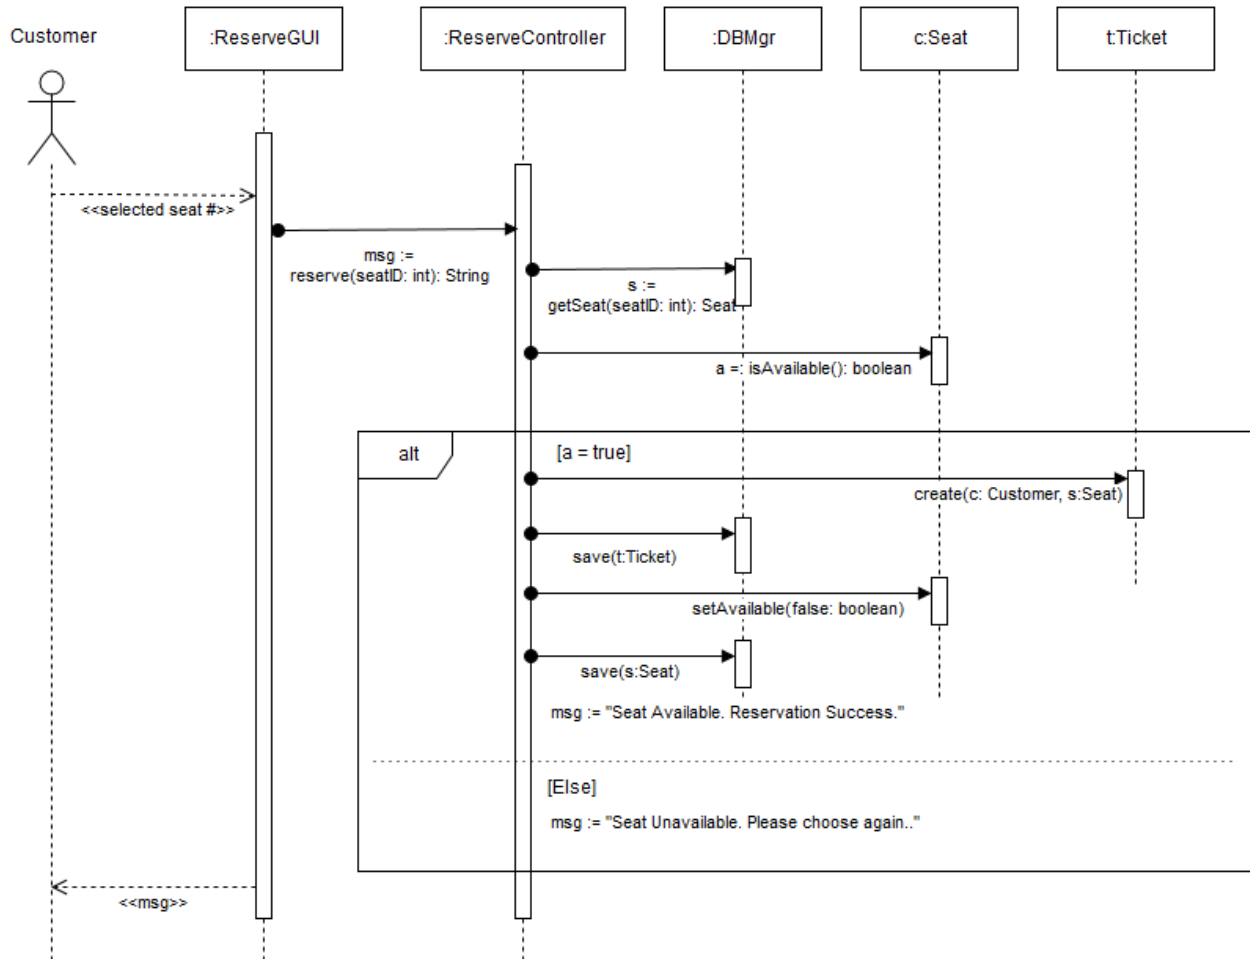 Customer
:ReserveGUI
:ReserveController
:DBMgr
c:Seat
t:Ticket
<<selected seat #>>
msg :=
reserve(seatID: int): String
s :=
getSeat(seatID: int): Seat
a =: isAvailable(): boolean
alt
[a = true]
create(c: Customer, s:Seat)
save(t:Ticket)
setAvailable(false: boolean)
save(s:Seat)
msg := "Seat Available. Reservation Success."
[Else]
msg := "Seat Unavailable. Please choose again.."
<<msg>>